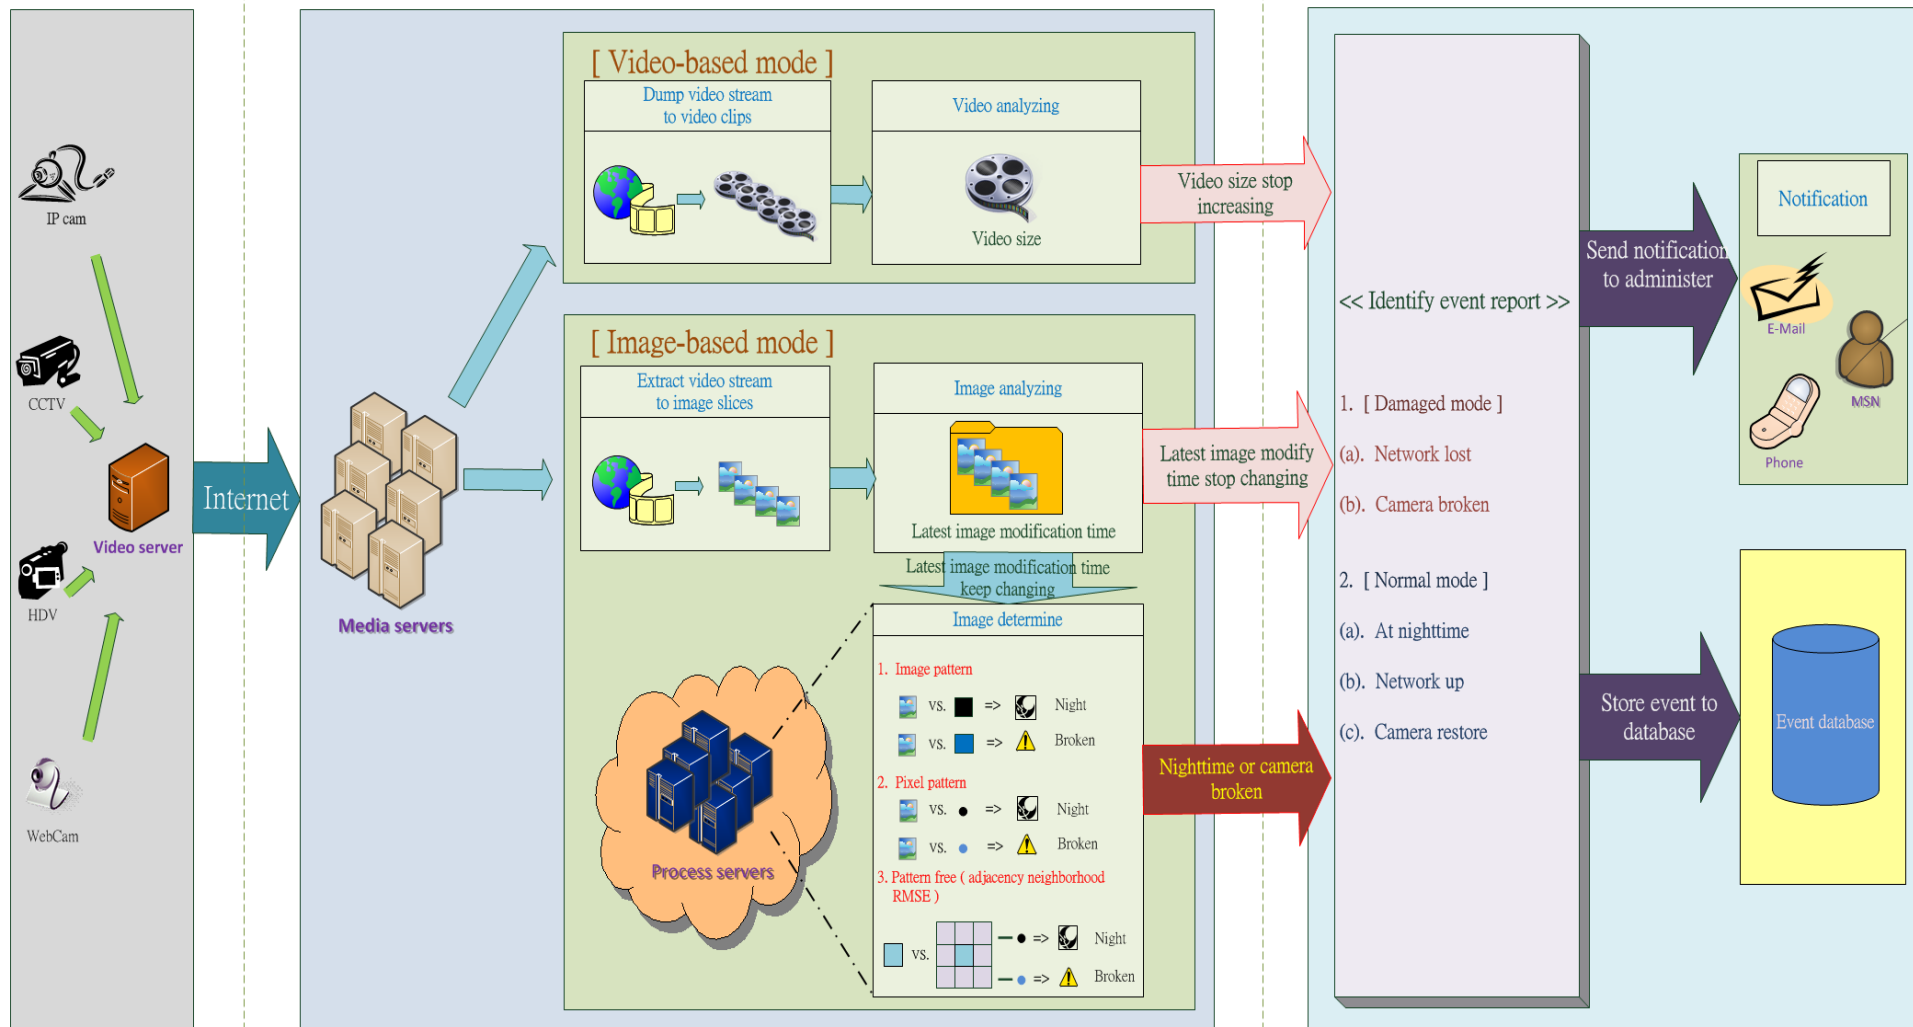 IP cam
CCTV
Video server
HDV
WebCam
Internet
Media servers
[ Video-based mode ]
Dump video stream
to video clips
Video analyzing
Video size
Video size stop
increasing
[ Image-based mode ]
Extract video stream
to image slices
Image analyzing
Latest image modification time
Latest image modify
time stop changing
Latest image modification time
keep changing
Process servers
Image determine
1. Image pattern
vs. => Night
vs. => Broken
2. Pixel pattern
vs. => Night
vs. => Broken
3. Pattern free ( adjacency neighborhood
RMSE )
vs.
=> Night
=> Broken
Nighttime or camera
broken
<< Identify event report >>
1. [ Damaged mode ]
(a). Network lost
(b). Camera broken
2. [ Normal mode ]
(a). At nighttime
(b). Network up
(c). Camera restore
Send notification
to administer
Store event to
database
Notification
E-Mail
MSN
Phone
Event database